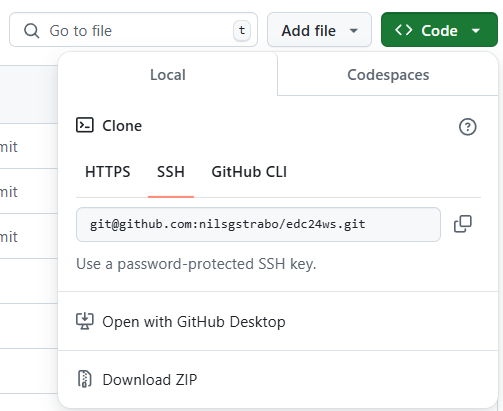 Go to file t Add file Code
Local Codespaces
Clone
mit
HTTPS SSH GitHub CLI
mit
git@github.com:nilsgstrabo/edc24ws.git
mit
Use a password-protected SSH key.
Open with GitHub Desktop
Download ZIP